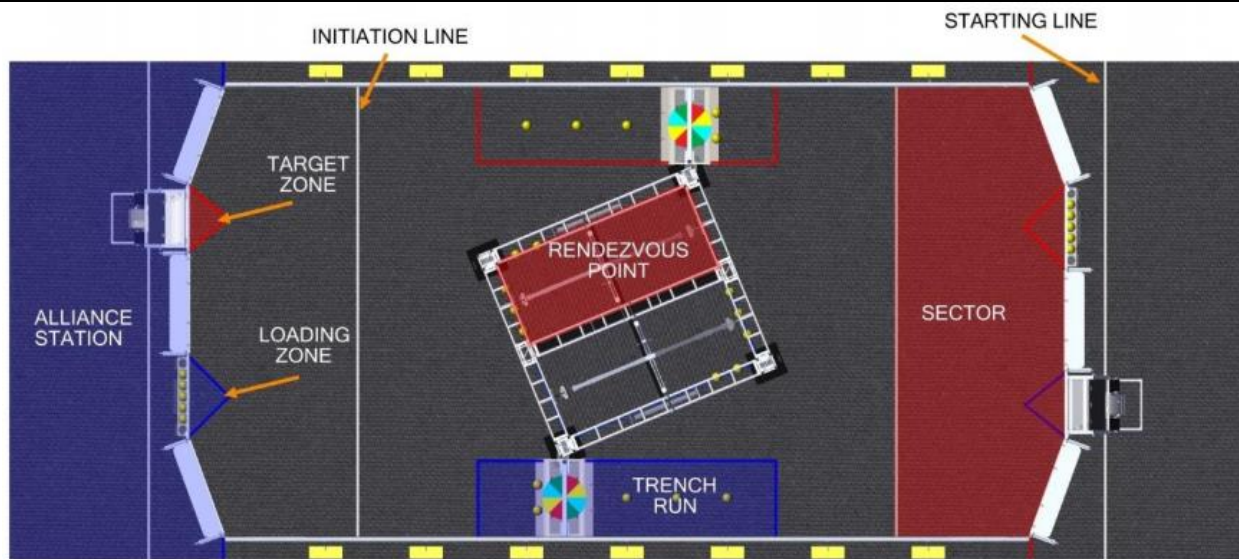 INITIATION LINE
STARTING LINE
TARGET
ZONE
RENDEZVOUS
POINT
ALLIANCE
STATION
LOADING
ZONE
SECTOR
TRENCH
RUN